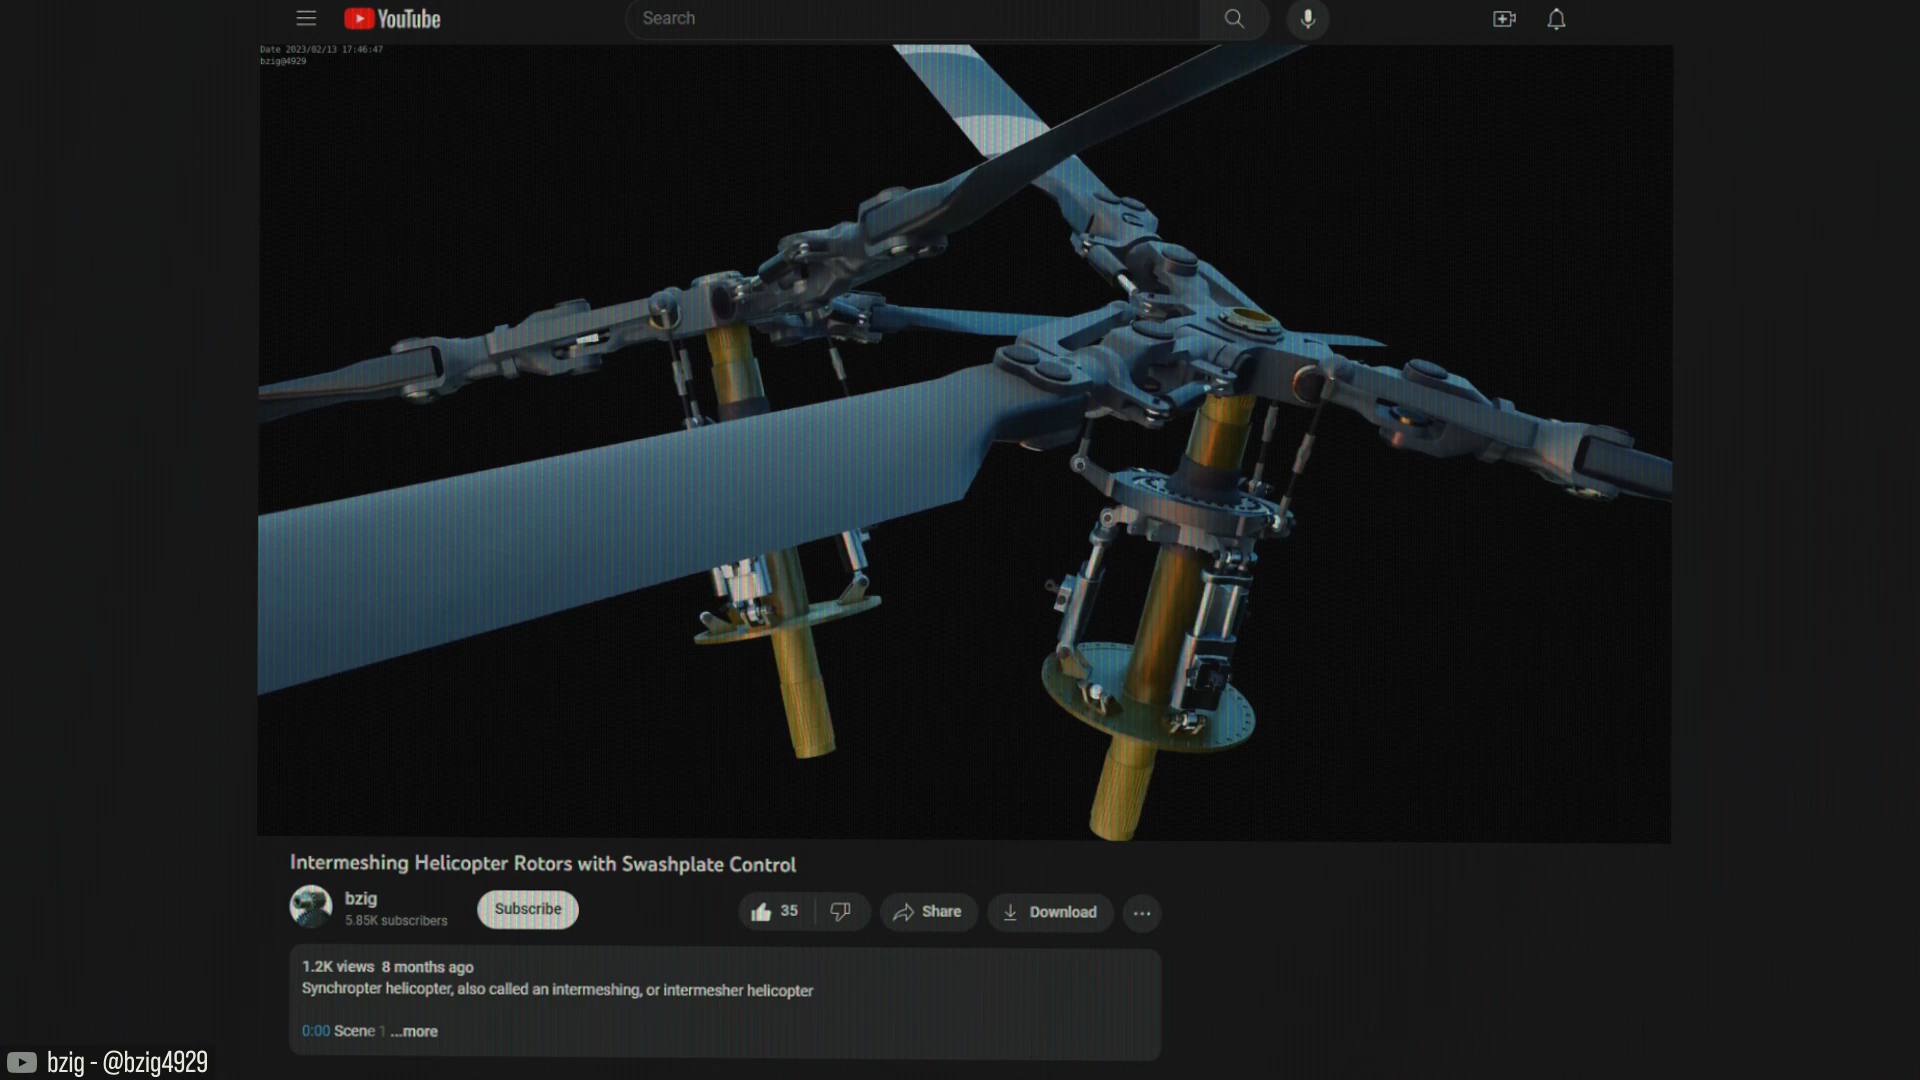 YouTube
Search
Date 2023/02/13 17:46:47
bzig@4929
Intermeshing Helicopter Rotors with Swashplate Control
bzig
5.85K subscribers
Subscribe
35
Share
Download
1.2K views 8 months ago
Synchropter helicopter, also called an intermeshing, or intermesher helicopter
0:00 Scene 1 ...more
bzig - @bzig4929